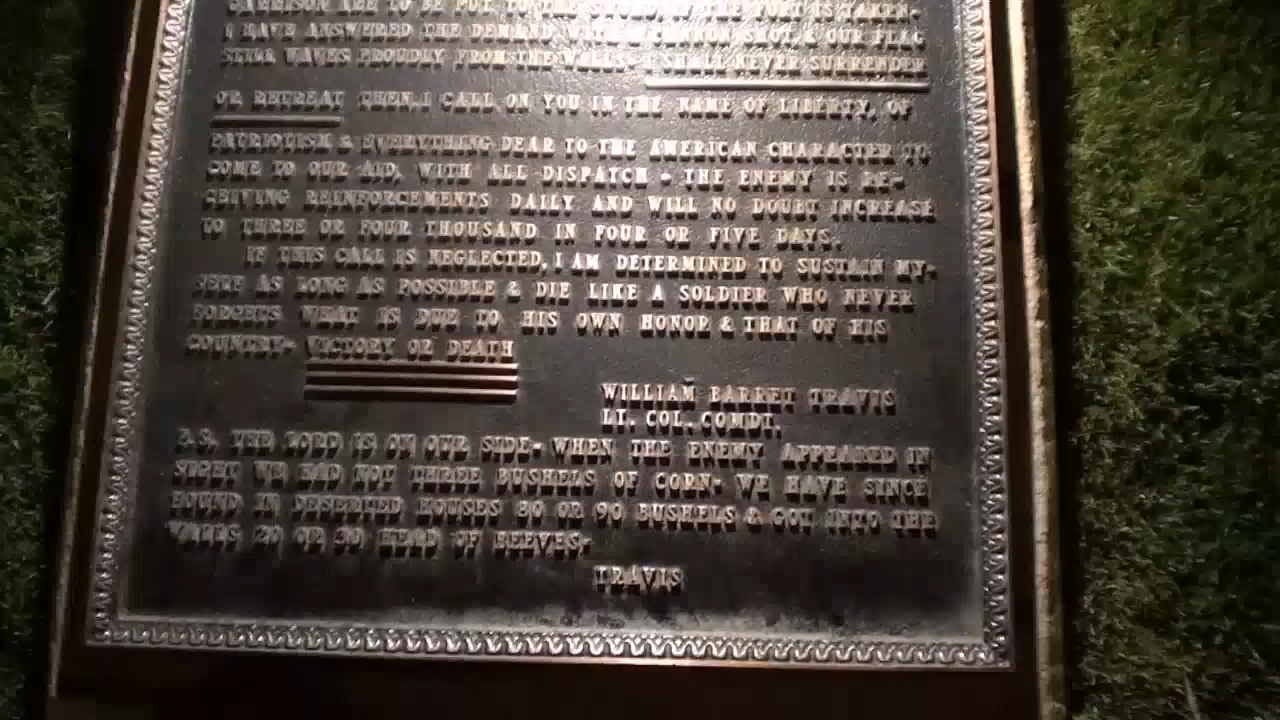 GARRISON ARE TO BE PUT TO THE SWORD, IF THE FORT IS TAKEN.
I HAVE ANSWERED THE DEMAND WITH A CANNON SHOT, & OUR FLAG
STILL WAVES PROUDLY FROM THE WALLS. I SHALL NEVER SURRENDER
OR RETREAT THEN, I CALL ON YOU IN THE NAME OF LIBERTY, OF
PATRIOTISM & EVERYTHING DEAR TO THE AMERICAN CHARACTER TO
COME TO OUR AID, WITH ALL DISPATCH - THE ENEMY IS RE-
CEIVING REINFORCEMENTS DAILY AND WILL NO DOUBT INCREASE
TO THREE OR FOUR THOUSAND IN FOUR OR FIVE DAYS.
IF THIS CALL IS NEGLECTED, I AM DETERMINED TO SUSTAIN MY-
SELF AS LONG AS POSSIBLE & DIE LIKE A SOLDIER WHO NEVER
FORGETS WHAT IS DUE TO HIS OWN HONOR & THAT OF HIS
COUNTRY- VICTORY OR DEATH
WILLIAM BARRET TRAVIS
LT. COL. COMDT.
P.S. THE LORD IS ON OUR SIDE- WHEN THE ENEMY APPEARED IN
SIGHT WE HAD NOT THREE BUSHELS OF CORN- WE HAVE SINCE
FOUND IN DESERTED HOUSES 80 OR 90 BUSHELS & GOT INTO THE
WALLS 20 OR 30 HEAD OF BEEVES-
TRAVIS